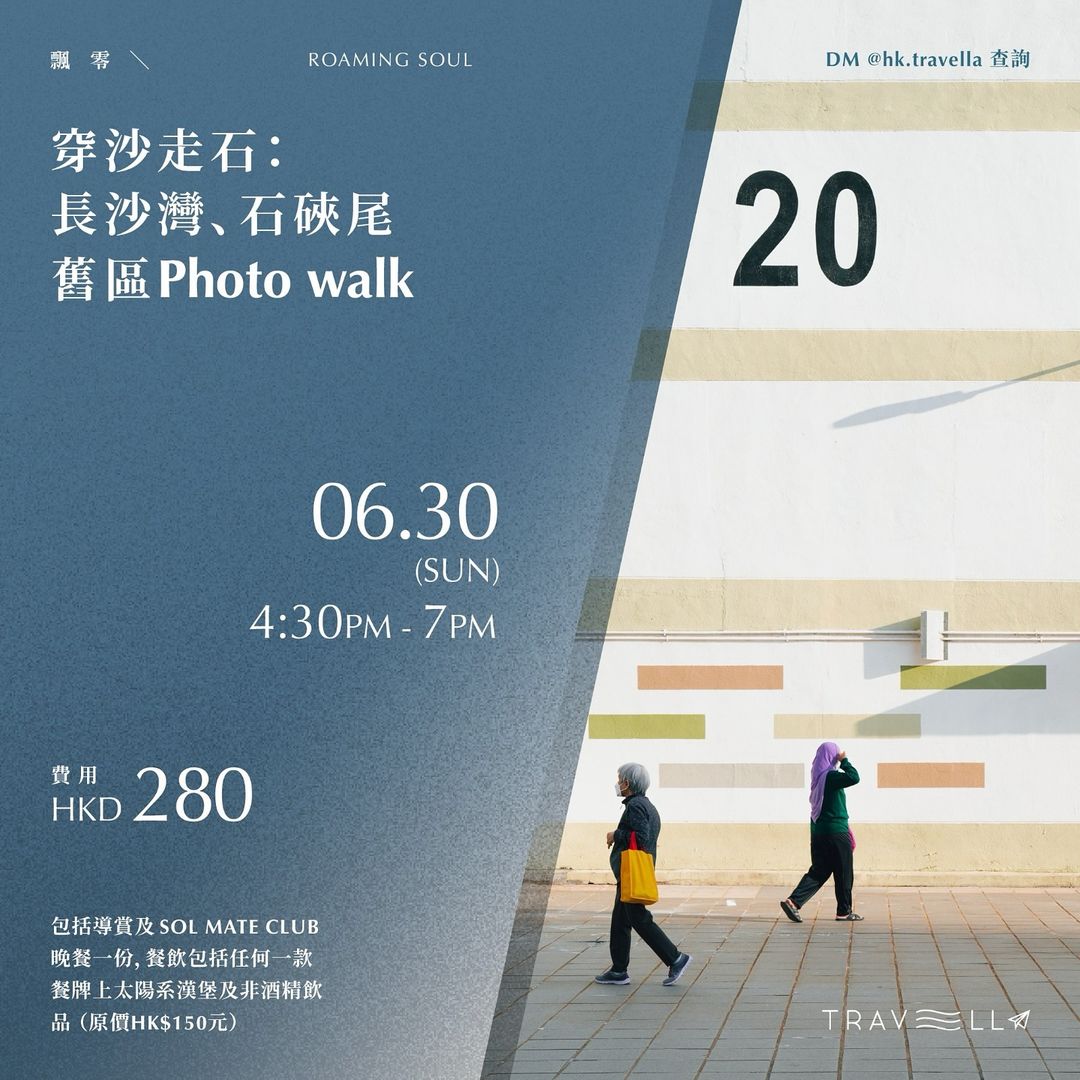 飄零＼
ROAMING SOUL
DM @hk.travella 查詢
穿沙走石：
長沙灣、石硤尾
舊區Photo walk
20
06.30
(SUN)
4:30PM - 7PM
費用
HKD 280
包括導賞及 SOL MATE CLUB
晚餐一份, 餐飲包括任何一款
餐牌上太陽系漢堡及非酒精飲
品（原價HK$150元）
TRAVELLA